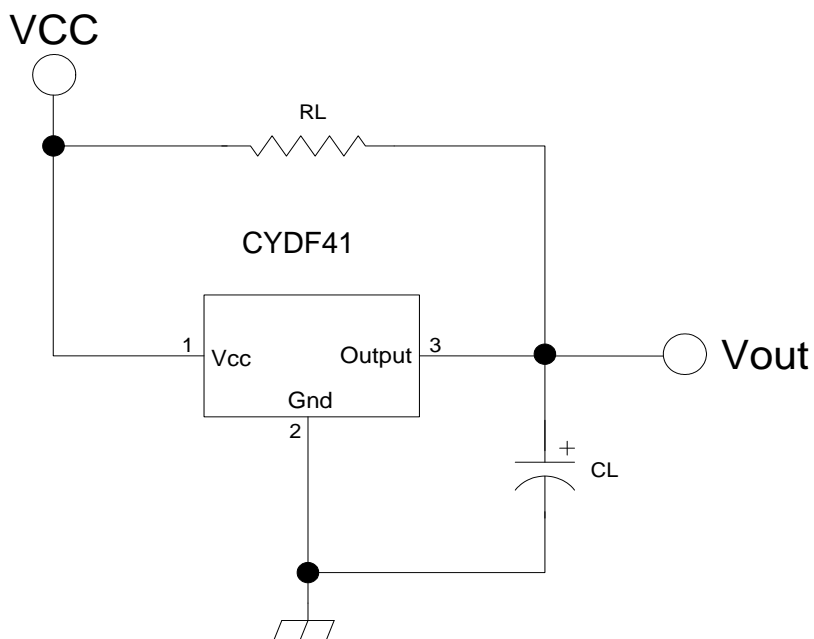 VCC
RL
CYDF41
1
Vcc
Output
3
Vout
Gnd
2
+
CL